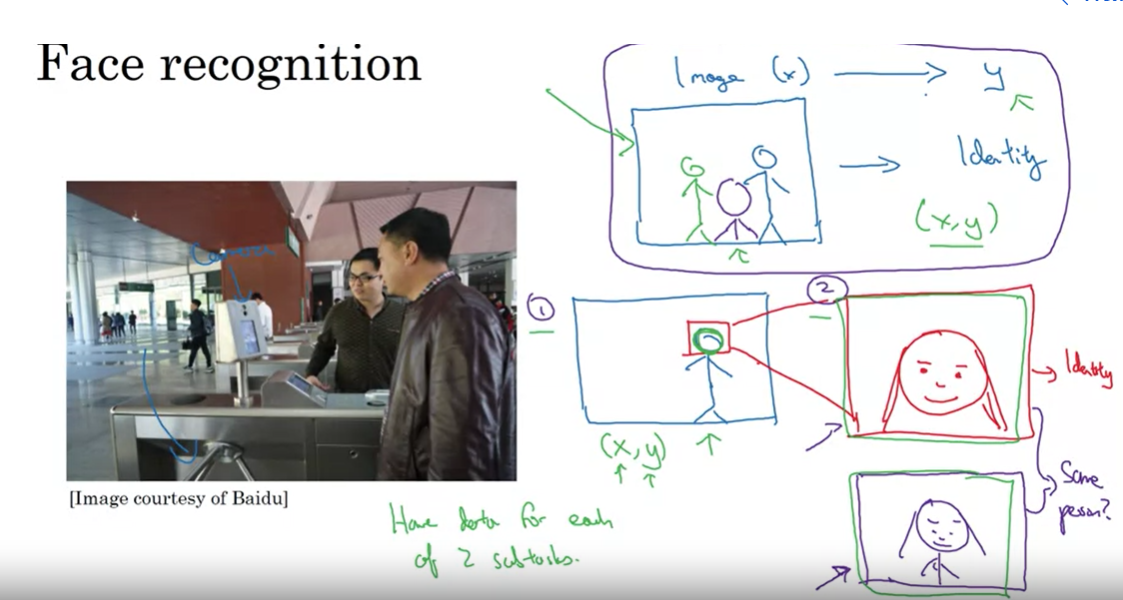 Face recognition
Image (x) → y
Identity
(x,y)
Camera
1
2
Identity
(x,y)
Same person?
[Image courtesy of Baidu]
Have data for each
of 2 subtasks.